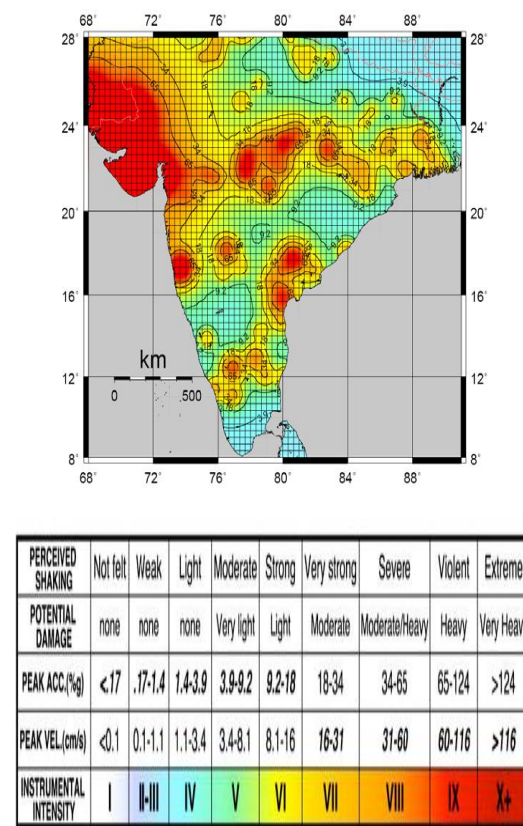 68° 72° 76° 80° 84° 88°
28° 28°
24° 24°
20° 20°
16° 16°
12° 12°
8° 8°
km
0 500
68° 72° 76° 80° 84° 88°
PERCEIVED SHAKING Not felt Weak Light Moderate Strong Very strong Severe Violent Extreme
POTENTIAL DAMAGE none none none Very light Light Moderate Moderate/Heavy Heavy Very Heav
PEAK ACC.(%g) <.17 .17-1.4 1.4-3.9 3.9-9.2 9.2-18 18-34 34-65 65-124 >124
PEAK VEL.(cm/s) <0.1 0.1-1.1 1.1-3.4 3.4-8.1 8.1-16 16-31 31-60 60-116 >116
INSTRUMENTAL INTENSITY I II-III IV V VI VII VIII IX X+